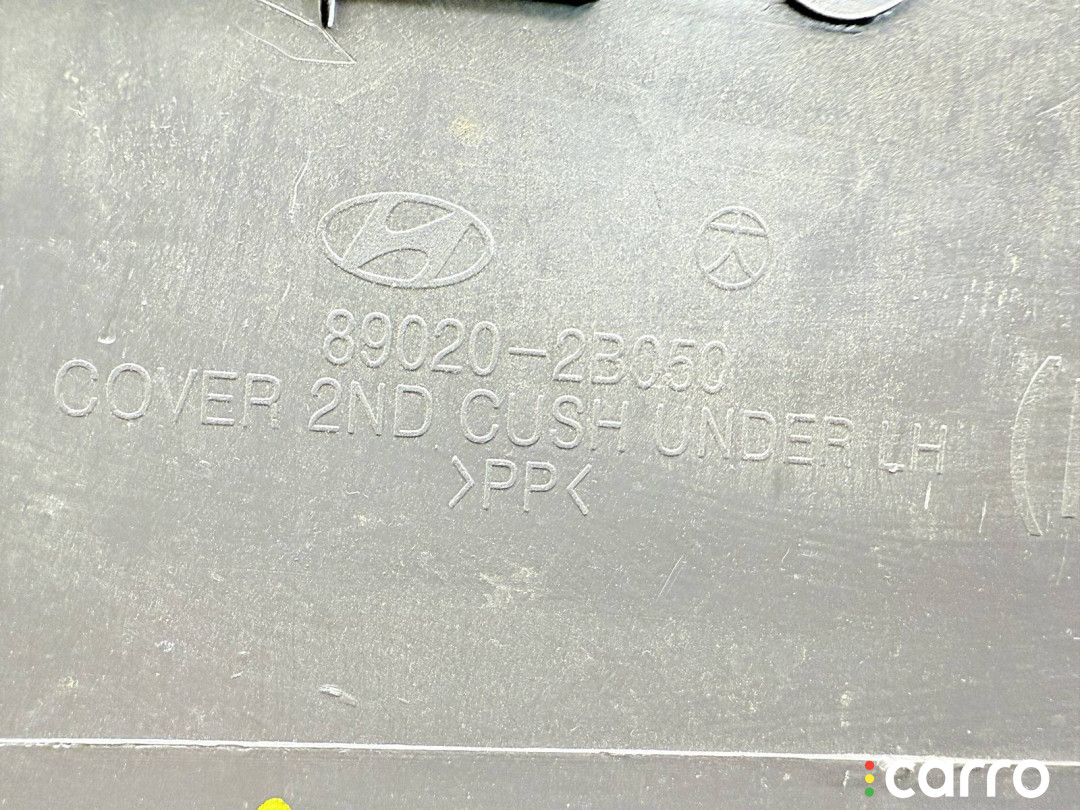 89020-2B050
COVER 2ND CUSH UNDER LH
>PP<
carro